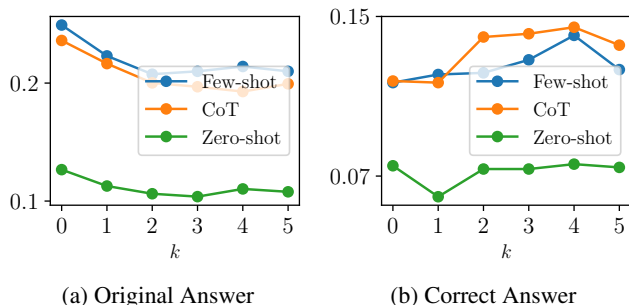 0.2
0.1
0 1 2 3 4 5
k
Few-shot
CoT
Zero-shot
(a) Original Answer
0.15
0.07
0 1 2 3 4 5
k
Few-shot
CoT
Zero-shot
(b) Correct Answer